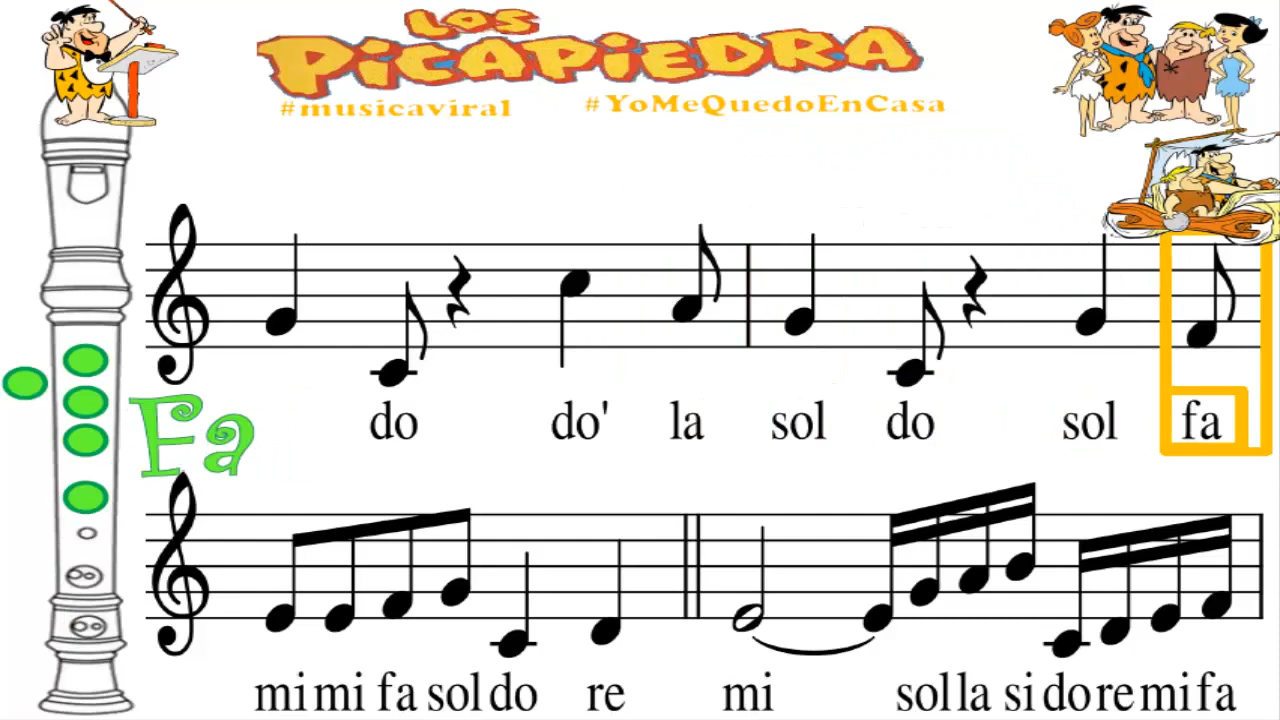 LOS
PiCAPiEDRA
#musicaviral #YoMeQuedoEnCasa
do do' la sol do sol fa
Fa
mi mi fa sol do re mi sol la si do re mi fa